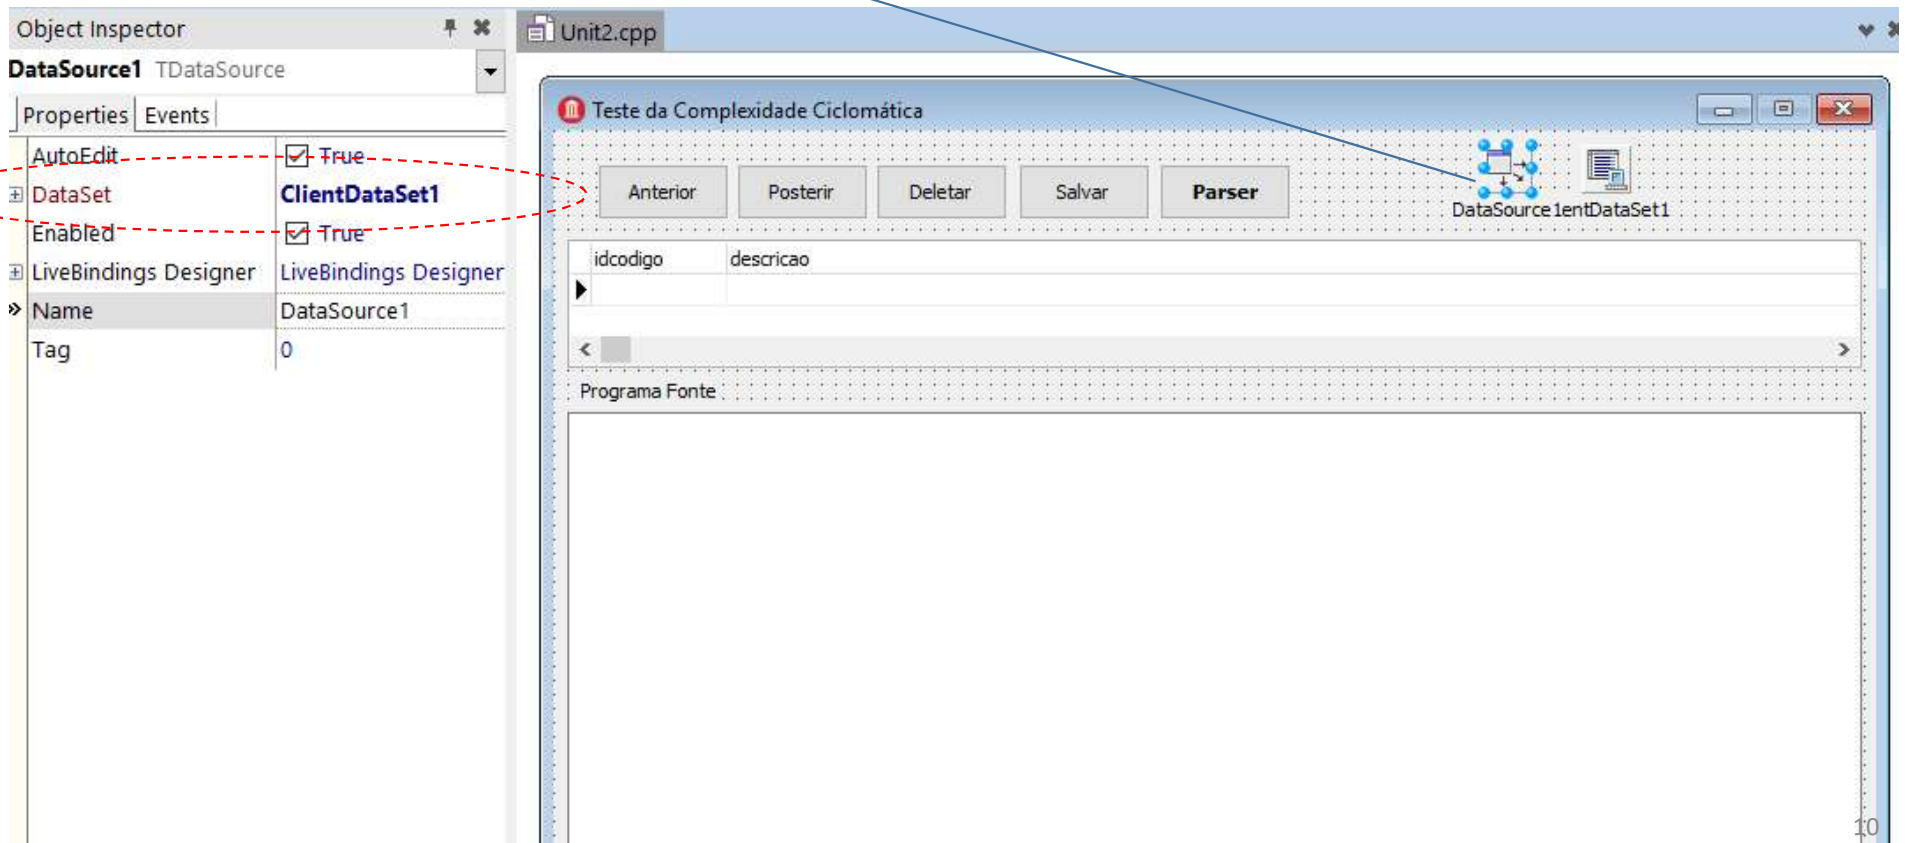 Object Inspector
DataSource1 TDataSource
Properties Events
AutoEdit True
DataSet ClientDataSet1
Enabled True
LiveBindings Designer LiveBindings Designer
Name DataSource1
Tag 0
Unit2.cpp
Teste da Complexidade Ciclomática
Anterior Posterir Deletar Salvar Parser
DataSource1entDataSet1
idcodigo descricao
Programa Fonte
10